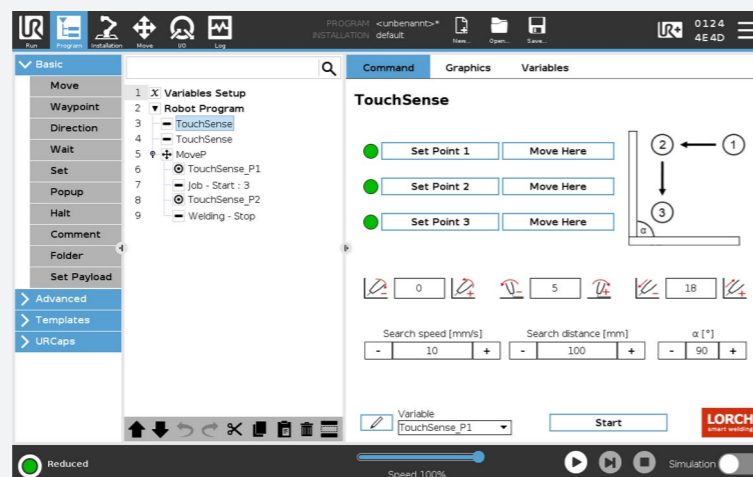 PROGRAM <unbenannt>*
INSTALLATION default
0124
4E4D
Run Program Installation Move I/O Log New... Open... Save...
Basic
Move
Waypoint
Direction
Wait
Set
Popup
Halt
Comment
Folder
Set Payload
Advanced
Templates
URCaps
1 X Variables Setup
2 Robot Program
3 TouchSense
4 TouchSense
5 MoveP
6 TouchSense_P1
7 Job - Start : 3
8 TouchSense_P2
9 Welding - Stop
Command Graphics Variables
TouchSense
Set Point 1 Move Here
Set Point 2 Move Here
Set Point 3 Move Here
2 1
3
α
0 5 18
Search speed [mm/s] Search distance [mm] α [°]
- 10 + - 100 + - 90 +
Variable
TouchSense_P1
Start
LORCH
smart welding
Reduced
Speed 100%
Simulation